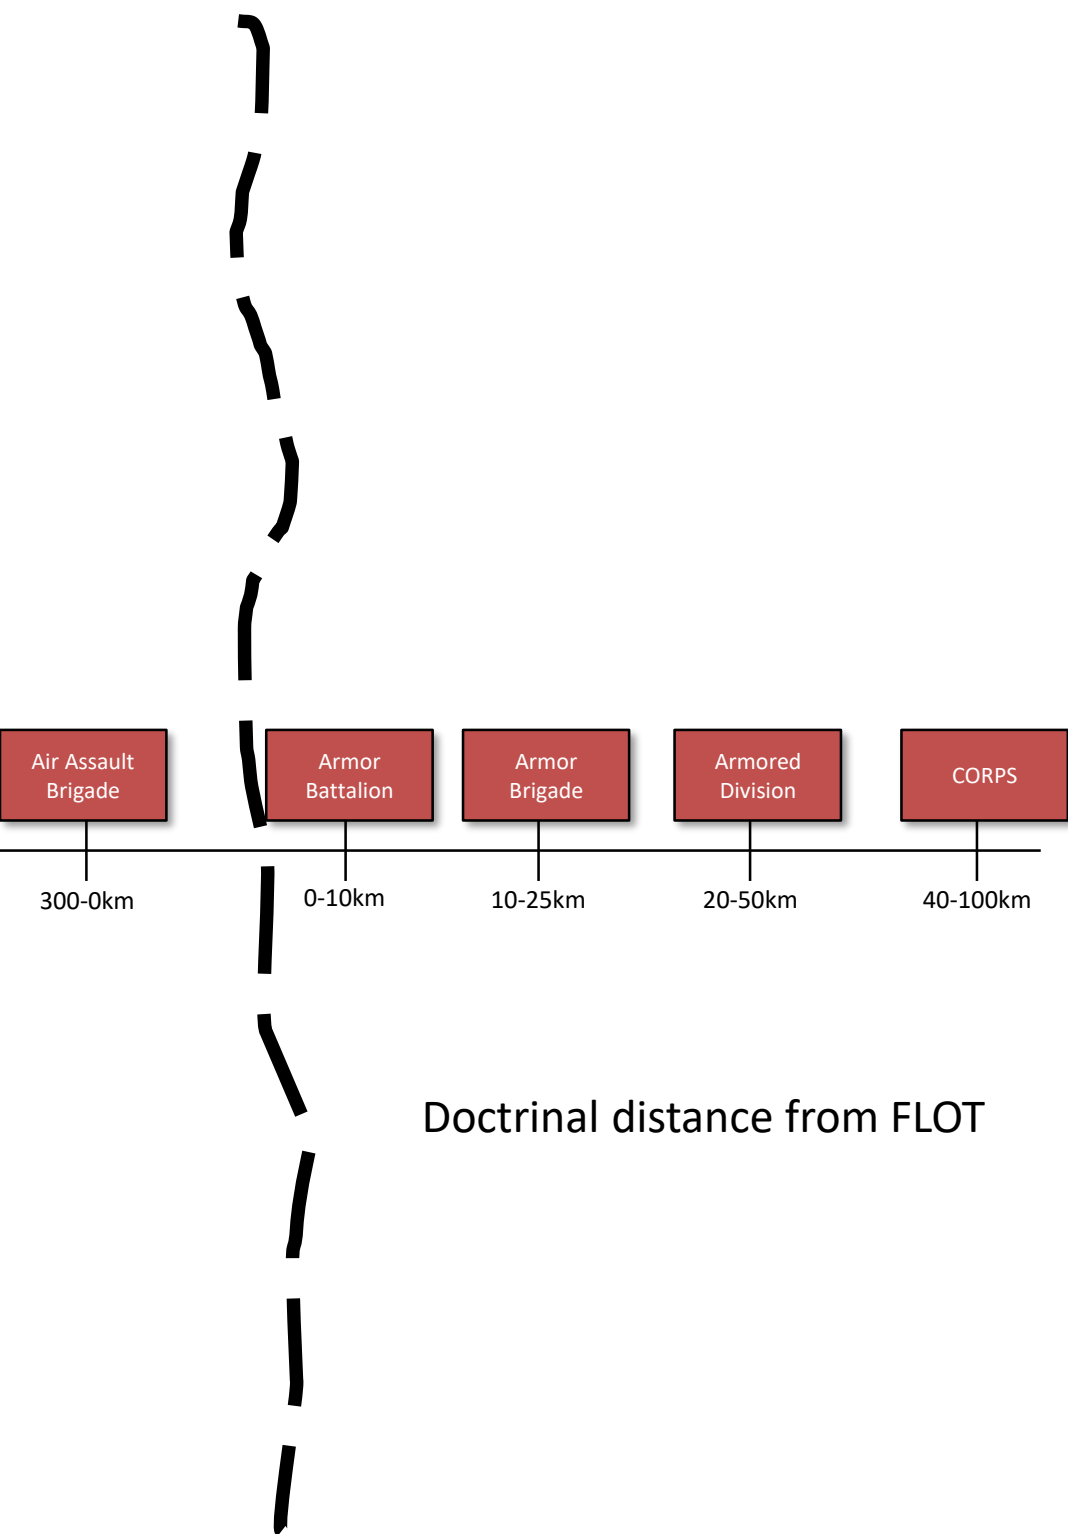 Air Assault
Brigade
Armor
Battalion
Armor
Brigade
Armored
Division
CORPS
300-0km
0-10km
10-25km
20-50km
40-100km
Doctrinal distance from FLOT